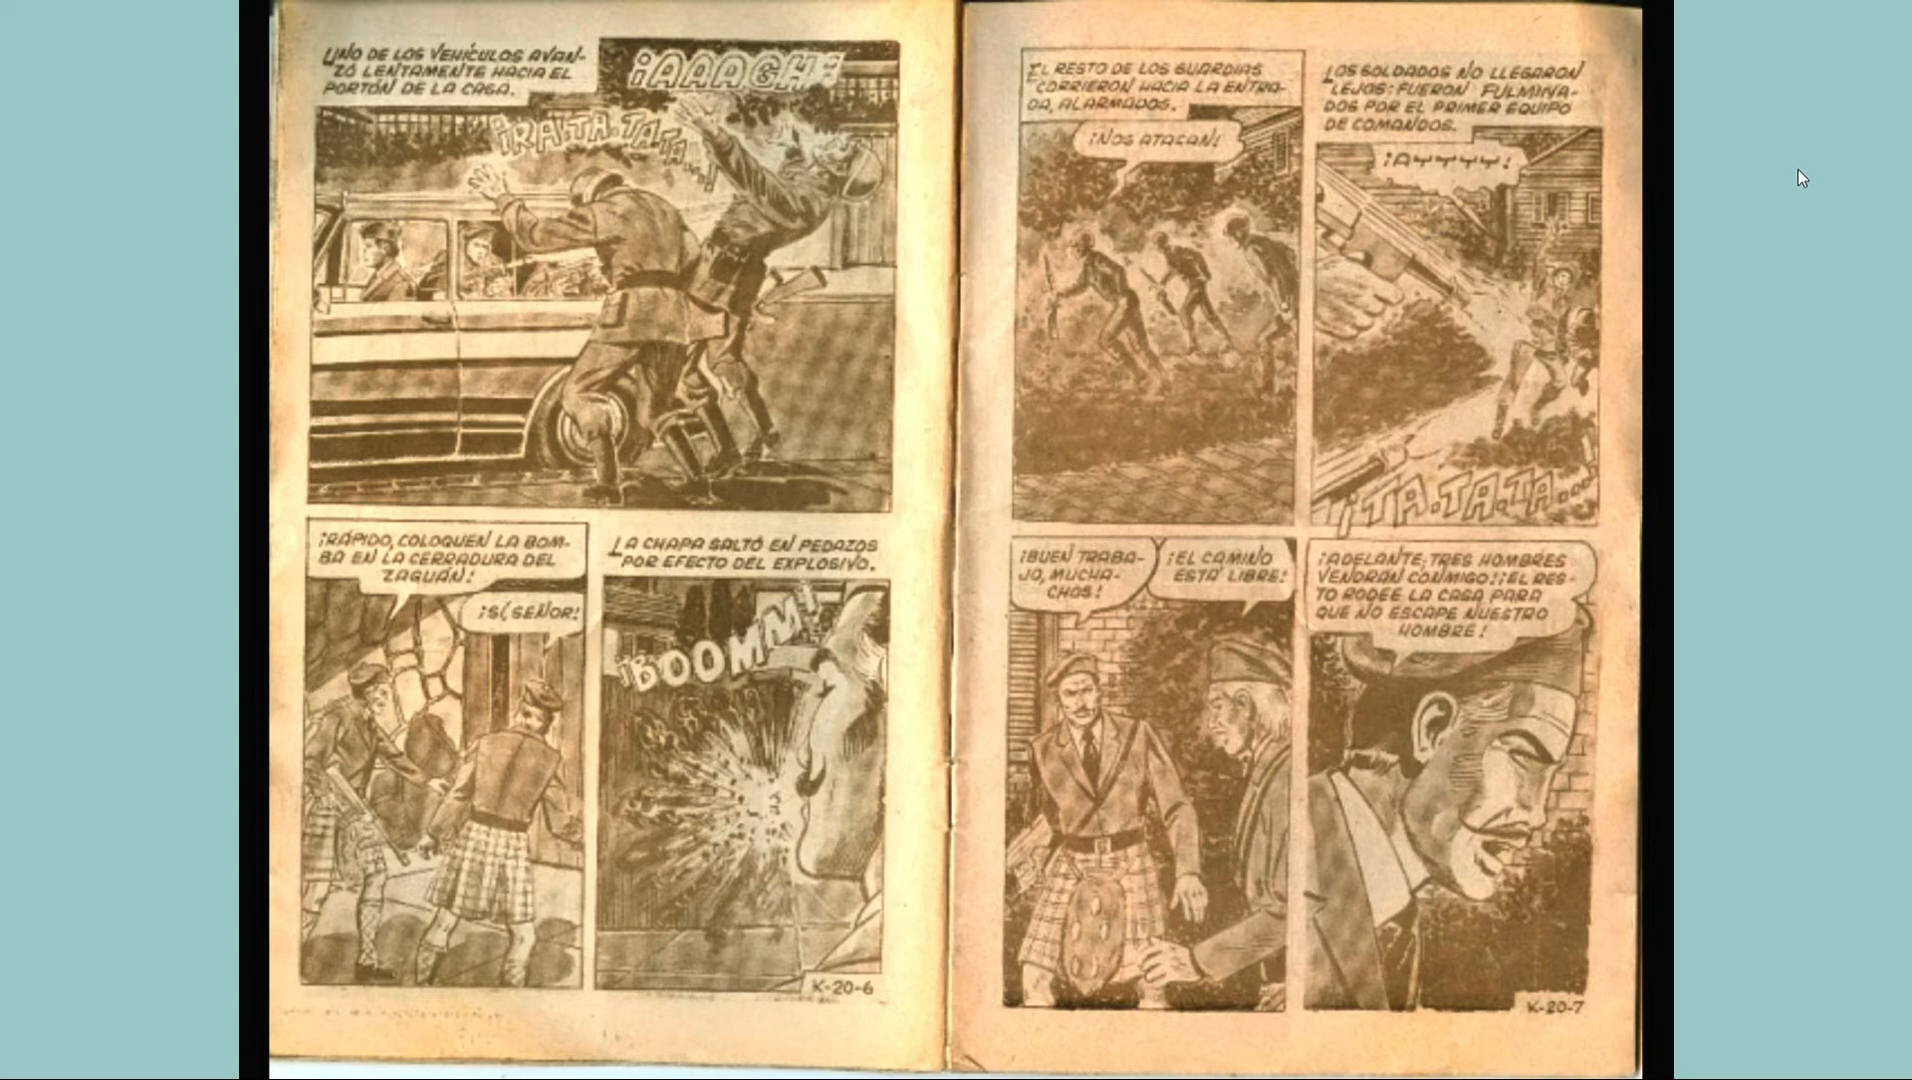 UNO DE LOS VEHÍCULOS AVAN-
ZÓ LENTAMENTE HACIA EL
PORTÓN DE LA CASA.
¡AAAGH!
¡RA.TA.TA.TA...!
¡RÁPIDO, COLOQUEN LA BOM-
BA EN LA CERRADURA DEL
ZAGUÁN!
¡SÍ, SEÑOR!
LA CHAPA SALTÓ EN PEDAZOS
POR EFECTO DEL EXPLOSIVO.
¡BOOMM!
K-20-6
EL RESTO DE LOS GUARDIAS
CORRIERON HACIA LA ENTRA-
DA, ALARMADOS.
¡NOS ATACAN!
LOS SOLDADOS NO LLEGARON
LEJOS: FUERON FULMINA-
DOS POR EL PRIMER EQUIPO
DE COMANDOS.
¡TA.TA.TA...!
¡BUEN TRABA-
JO, MUCHA-
CHOS!
¡EL CAMINO
ESTÁ LIBRE!
¡ADELANTE; TRES HOMBRES
VENDRAN CONMIGO! ¡EL RES-
TO RODEE LA CASA PARA
QUE NO ESCAPE NUESTRO
HOMBRE!
K-20-7